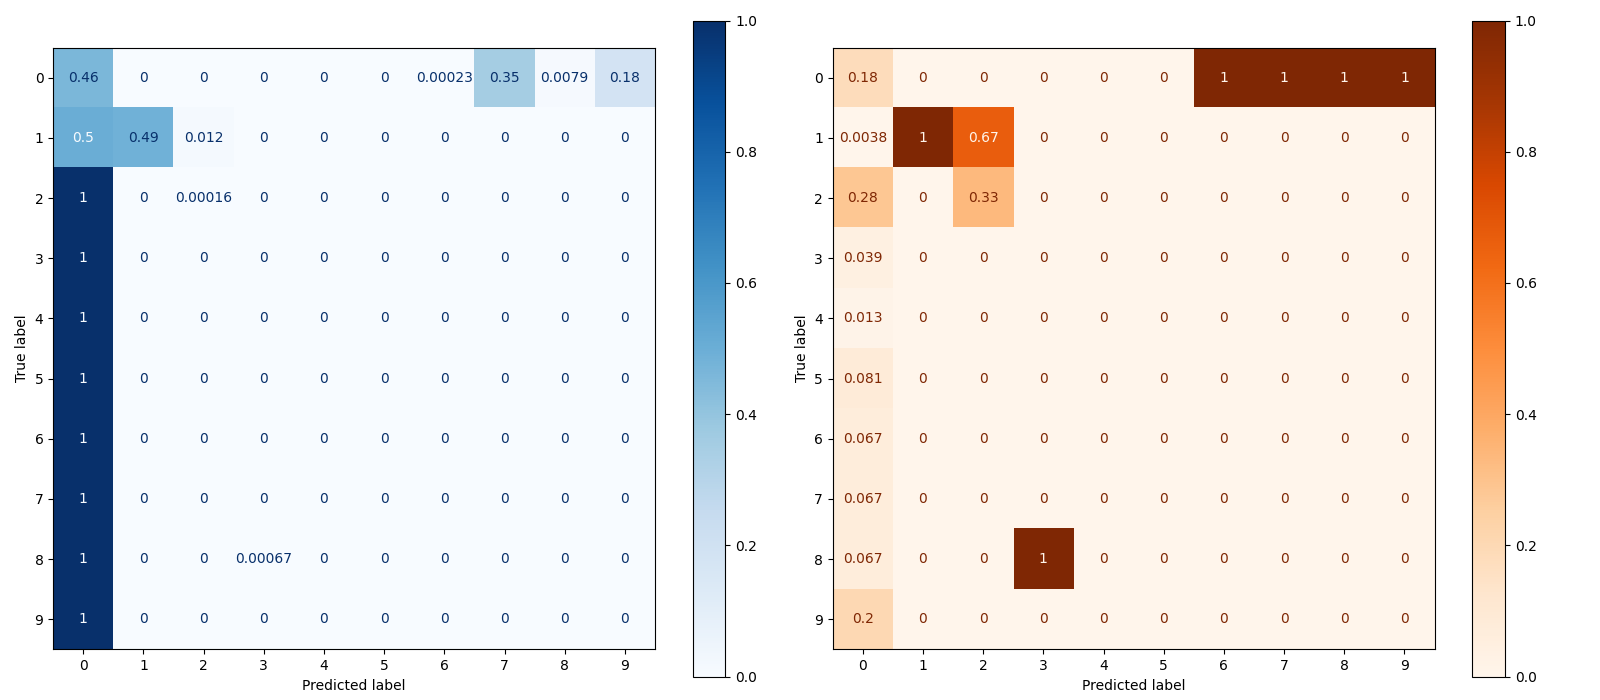 0 0.46 0 0 0 0 0 0.00023 0.35 0.0079 0.18
1 0.5 0.49 0.012 0 0 0 0 0 0 0
2 1 0 0.00016 0 0 0 0 0 0 0
3 1 0 0 0 0 0 0 0 0 0
4 1 0 0 0 0 0 0 0 0 0
5 1 0 0 0 0 0 0 0 0 0
6 1 0 0 0 0 0 0 0 0 0
7 1 0 0 0 0 0 0 0 0 0
8 1 0 0 0.00067 0 0 0 0 0 0
9 1 0 0 0 0 0 0 0 0 0
0 1 2 3 4 5 6 7 8 9
Predicted label
True label
1.0
0.8
0.6
0.4
0.2
0.0
0 0.18 0 0 0 0 0 1 1 1 1
1 0.0038 1 0.67 0 0 0 0 0 0 0
2 0.28 0 0.33 0 0 0 0 0 0 0
3 0.039 0 0 0 0 0 0 0 0 0
4 0.013 0 0 0 0 0 0 0 0 0
5 0.081 0 0 0 0 0 0 0 0 0
6 0.067 0 0 0 0 0 0 0 0 0
7 0.067 0 0 0 0 0 0 0 0 0
8 0.067 0 0 1 0 0 0 0 0 0
9 0.2 0 0 0 0 0 0 0 0 0
0 1 2 3 4 5 6 7 8 9
Predicted label
True label
1.0
0.8
0.6
0.4
0.2
0.0